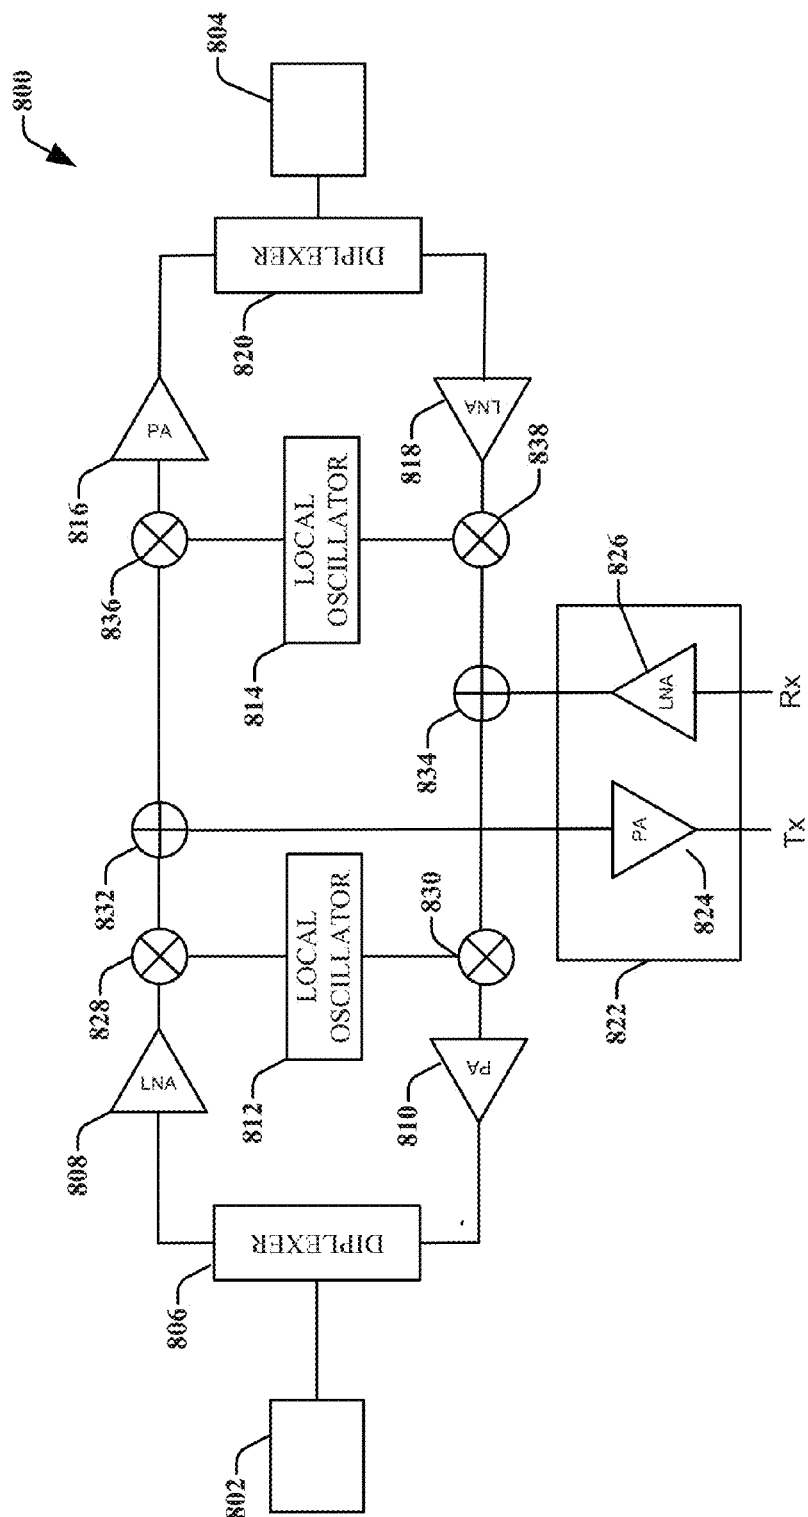 800
804
DIPLEXER
820
PA
816
LNA
818
838
836
LOCAL
OSCILLATOR
814
826
LNA
Rx
834
832
PA
Tx
824
822
830
LOCAL
OSCILLATOR
812
828
LNA
808
PA
810
DIPLEXER
806
802